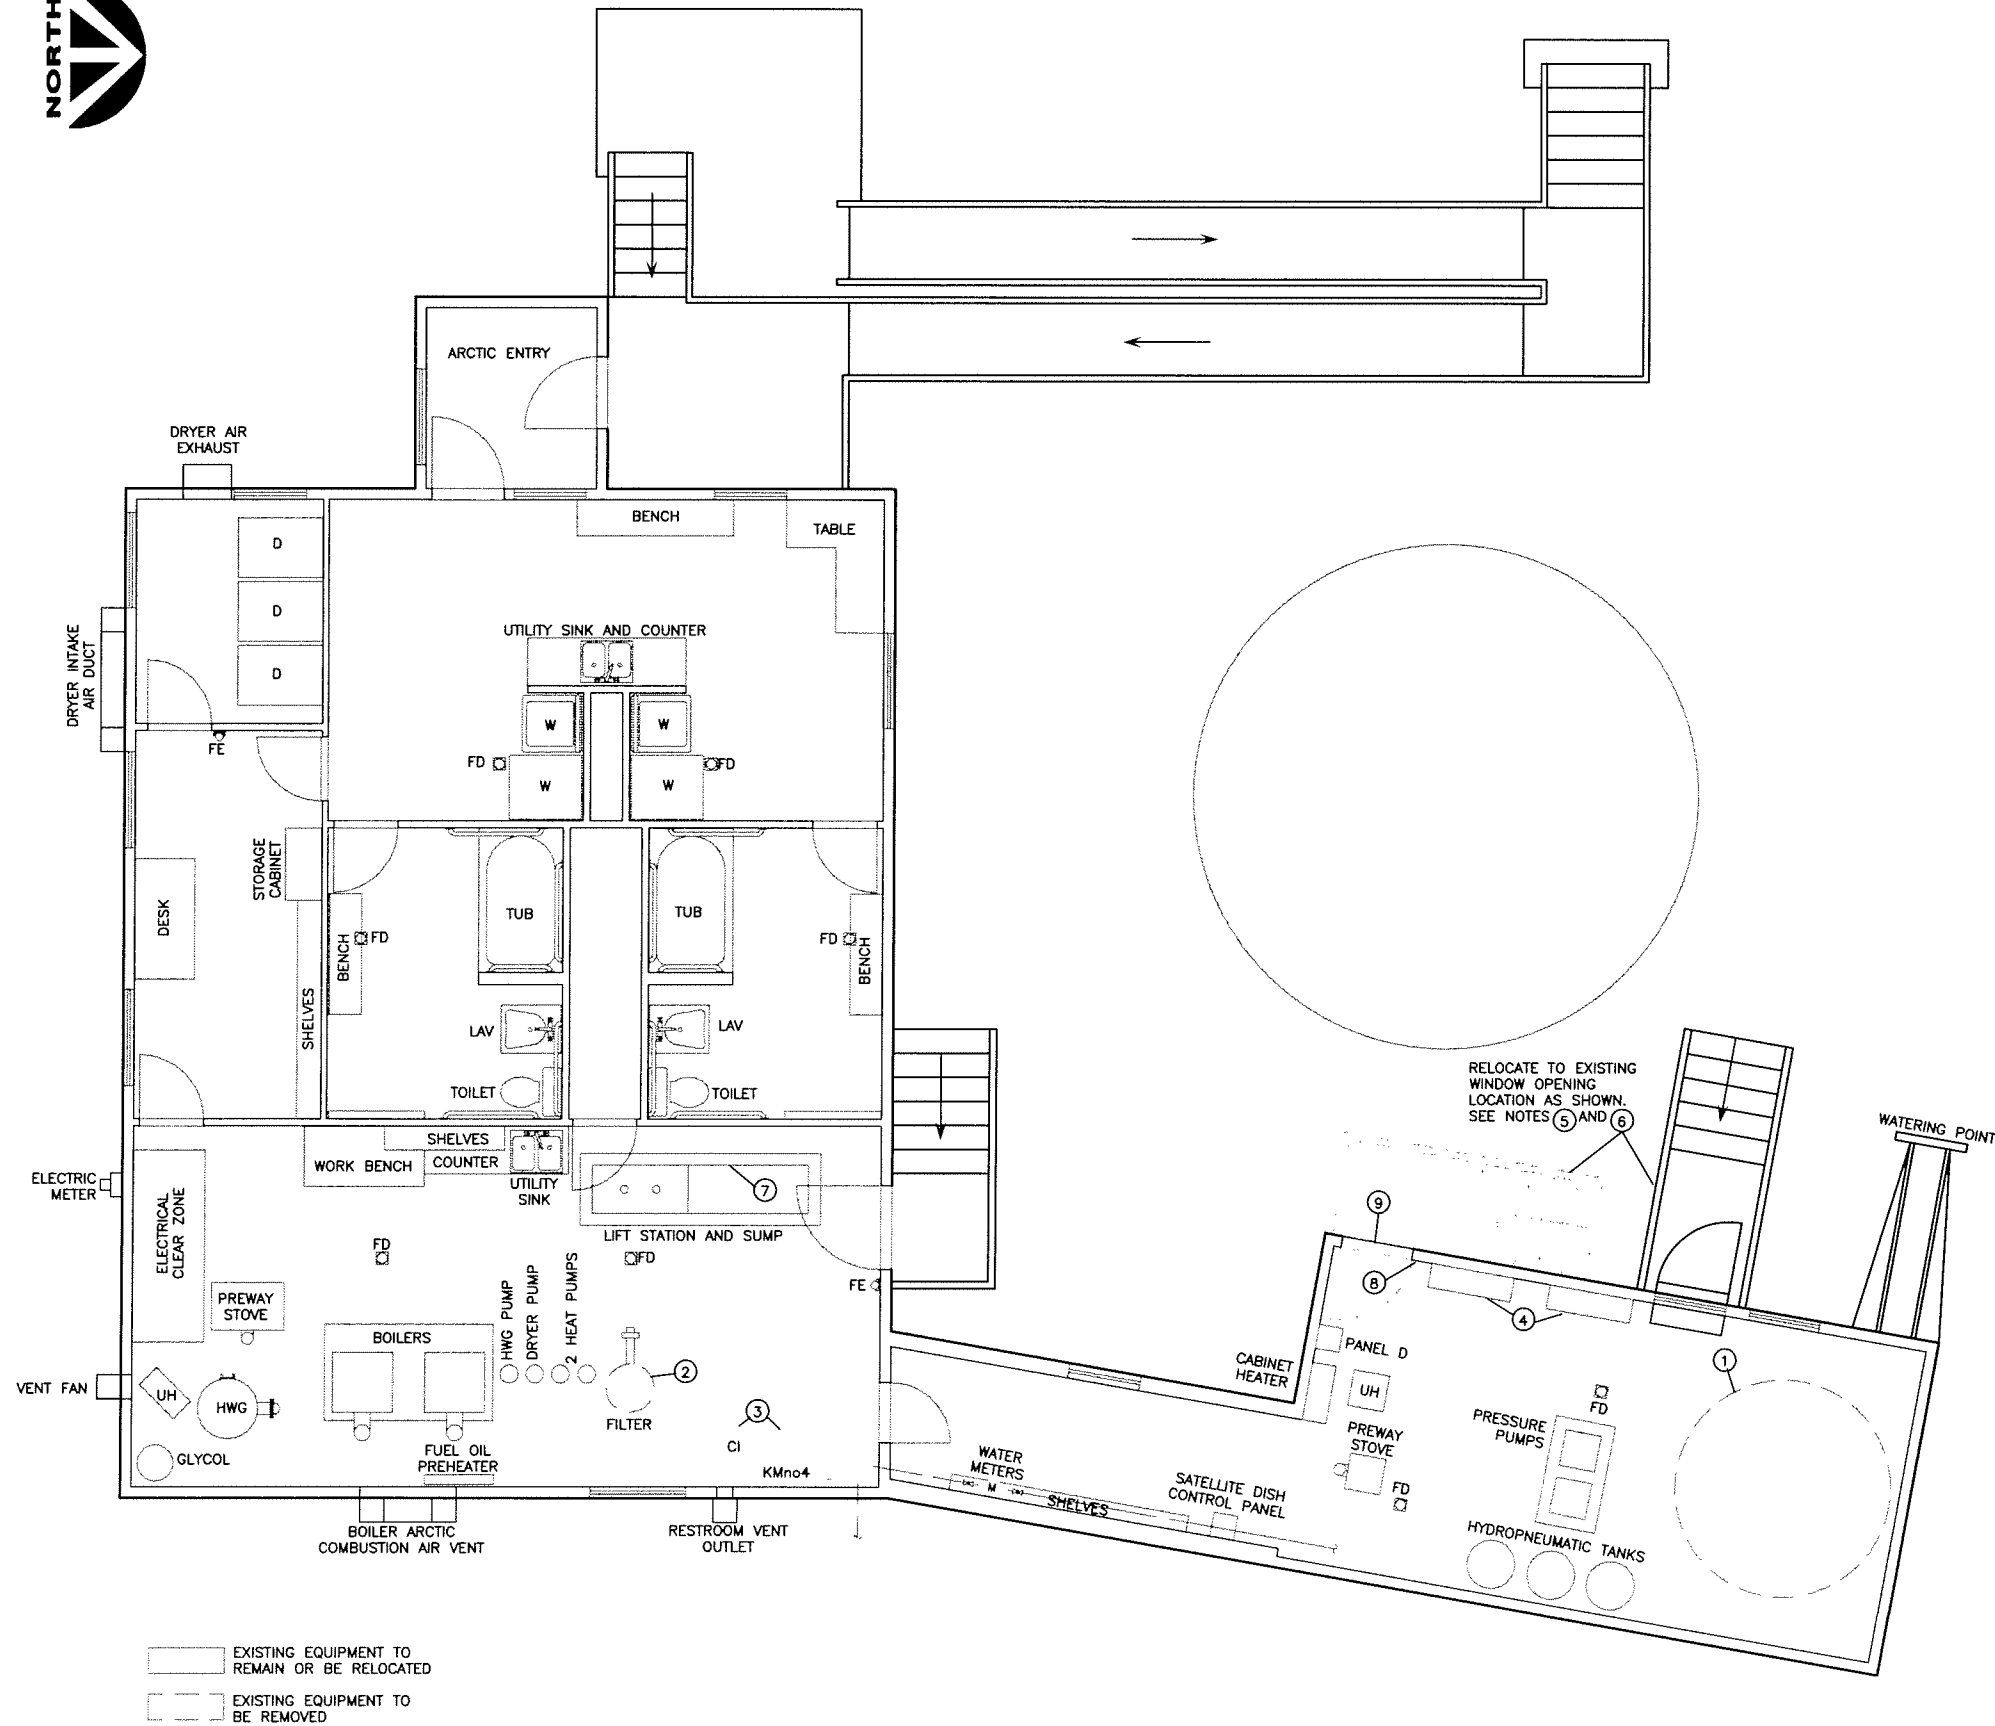 NORTH
ARCTIC ENTRY
DRYER AIR
EXHAUST
BENCH
TABLE
D
D
D
DRYER INTAKE
AIR DUCT
UTILITY SINK AND COUNTER
W
W
FD
FD
W
W
FE
STORAGE
CABINET
DESK
TUB
TUB
BENCH
FD
FD
BENCH
SHELVES
LAV
LAV
TOILET
TOILET
RELOCATE TO EXISTING
WINDOW OPENING
LOCATION AS SHOWN.
SEE NOTES 5 AND 6
WATERING POINT
ELECTRIC
METER
ELECTRICAL
CLEAR ZONE
SHELVES
WORK BENCH
COUNTER
UTILITY
SINK
7
LIFT STATION AND SUMP
9
FD
FD
FE
8
4
PREWAY
STOVE
BOILERS
HWG PUMP
DRYER PUMP
2 HEAT PUMPS
2
PANEL D
CABINET
HEATER
1
VENT FAN
UH
HWG
FILTER
UH
FD
3
PRESSURE
PUMPS
PREWAY
STOVE
CI
GLYCOL
FUEL OIL
PREHEATER
KMno4
WATER
METERS
M
SHELVES
SATELLITE DISH
CONTROL PANEL
FD
HYDROPNEUMATIC TANKS
BOILER ARCTIC
COMBUSTION AIR VENT
RESTROOM VENT
OUTLET
EXISTING EQUIPMENT TO
REMAIN OR BE RELOCATED
EXISTING EQUIPMENT TO
BE REMOVED